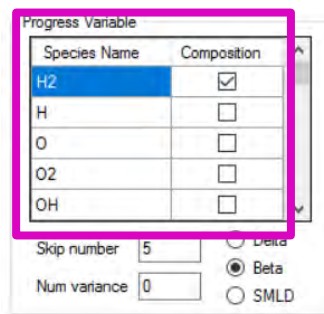 Progress Variable
Species Name Composition
H2
H
O
O2
OH
Skip number 5 Delta
Beta
Num variance 0 SMLD